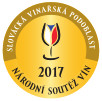 SLOVÁCKÁ VINAŘSKÁ PODOBLAST
2017
NÁRODNÍ SOUTĚŽ VÍN